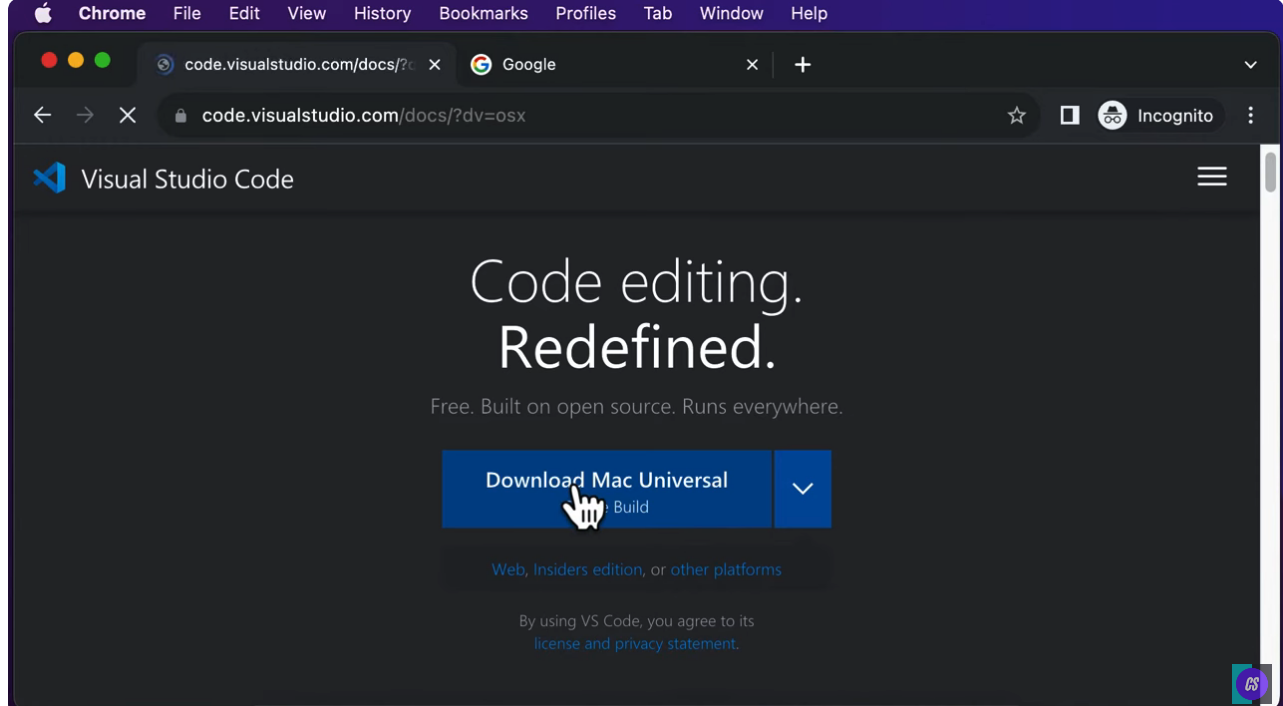 Chrome File Edit View History Bookmarks Profiles Tab Window Help
code.visualstudio.com/docs/?
Google
code.visualstudio.com/docs/?dv=osx
Incognito
Visual Studio Code
Code editing.
Redefined.
Free. Built on open source. Runs everywhere.
Download Mac Universal
Build
Web, Insiders edition, or other platforms
By using VS Code, you agree to its
license and privacy statement.
CS